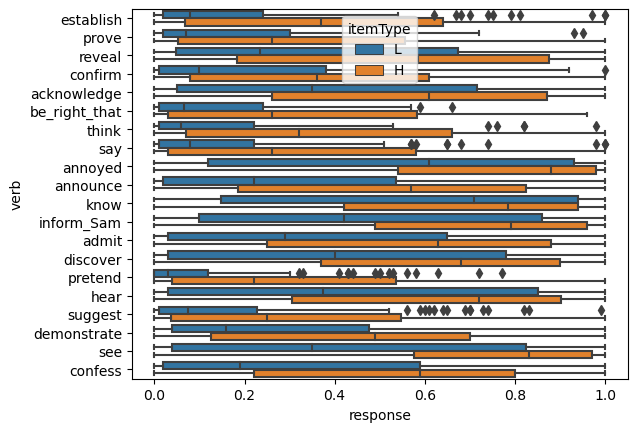 establish
prove
reveal
confirm
acknowledge
be_right_that
think
say
annoyed
announce
know
inform_Sam
admit
discover
pretend
hear
suggest
demonstrate
see
confess
verb
itemType
L
H
0.0 0.2 0.4 0.6 0.8 1.0
response